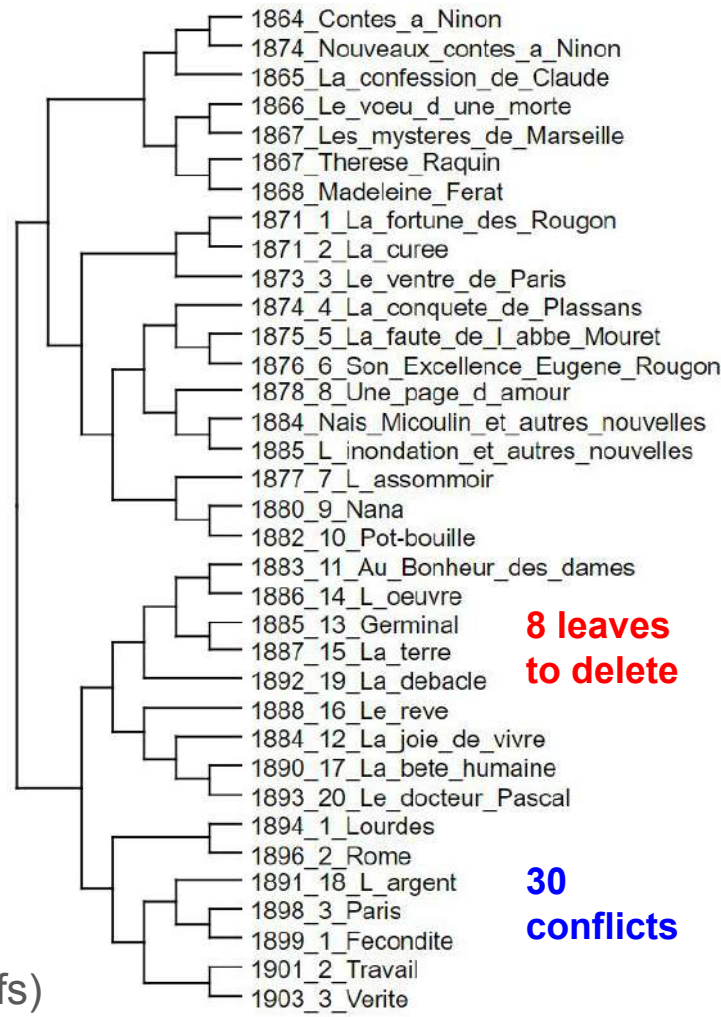 1864_Contes_a_Ninon
1874_Nouveaux_contes_a_Ninon
1865_La_confession_de_Claude
1866_Le_voeu_d_une_morte
1867_Les_mysteres_de_Marseille
1867_Therese_Raquin
1868_Madeleine_Ferat
1871_1_La_fortune_des_Rougon
1871_2_La_curee
1873_3_Le_ventre_de_Paris
1874_4_La_conquete_de_Plassans
1875_5_La_faute_de_l_abbe_Mouret
1876_6_Son_Excellence_Eugene_Rougon
1878_8_Une_page_d_amour
1884_Nais_Micoulin_et_autres_nouvelles
1885_L_inondation_et_autres_nouvelles
1877_7_L_assommoir
1880_9_Nana
1882_10_Pot-bouille
1883_11_Au_Bonheur_des_dames
1886_14_L_oeuvre
1885_13_Germinal
1887_15_La_terre
1892_19_La_debacle
1888_16_Le_reve
1884_12_La_joie_de_vivre
1890_17_La_bete_humaine
1893_20_Le_docteur_Pascal
1894_1_Lourdes
1896_2_Rome
1891_18_L_argent
1898_3_Paris
1899_1_Fecondite
1901_2_Travail
1903_3_Verite
8 leaves
to delete
30
conflicts
fs)